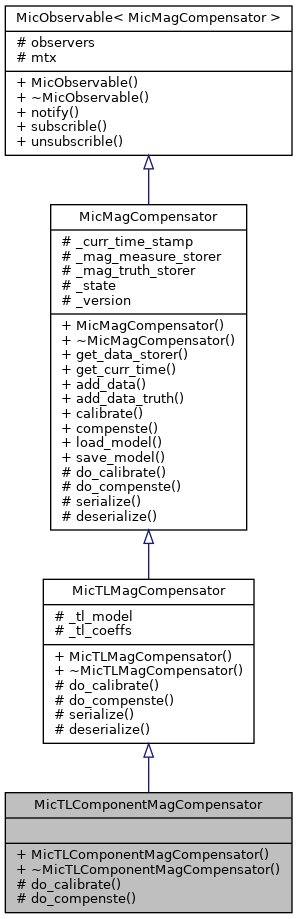 MicObservable< MicMagCompensator >
# observers
# mtx
+ MicObservable()
+ ~MicObservable()
+ notify()
+ subscrible()
+ unsubscrible()
MicMagCompensator
# _curr_time_stamp
# _mag_measure_storer
# _mag_truth_storer
# _state
# _version
+ MicMagCompensator()
+ ~MicMagCompensator()
+ get_data_storer()
+ get_curr_time()
+ add_data()
+ add_data_truth()
+ calibrate()
+ compenste()
+ load_model()
+ save_model()
# do_calibrate()
# do_compenste()
# serialize()
# deserialize()
MicTLMagCompensator
# _tl_model
# _tl_coeffs
+ MicTLMagCompensator()
+ ~MicTLMagCompensator()
# do_calibrate()
# do_compenste()
# serialize()
# deserialize()
MicTLComponentMagCompensator
+ MicTLComponentMagCompensator()
+ ~MicTLComponentMagCompensator()
# do_calibrate()
# do_compenste()